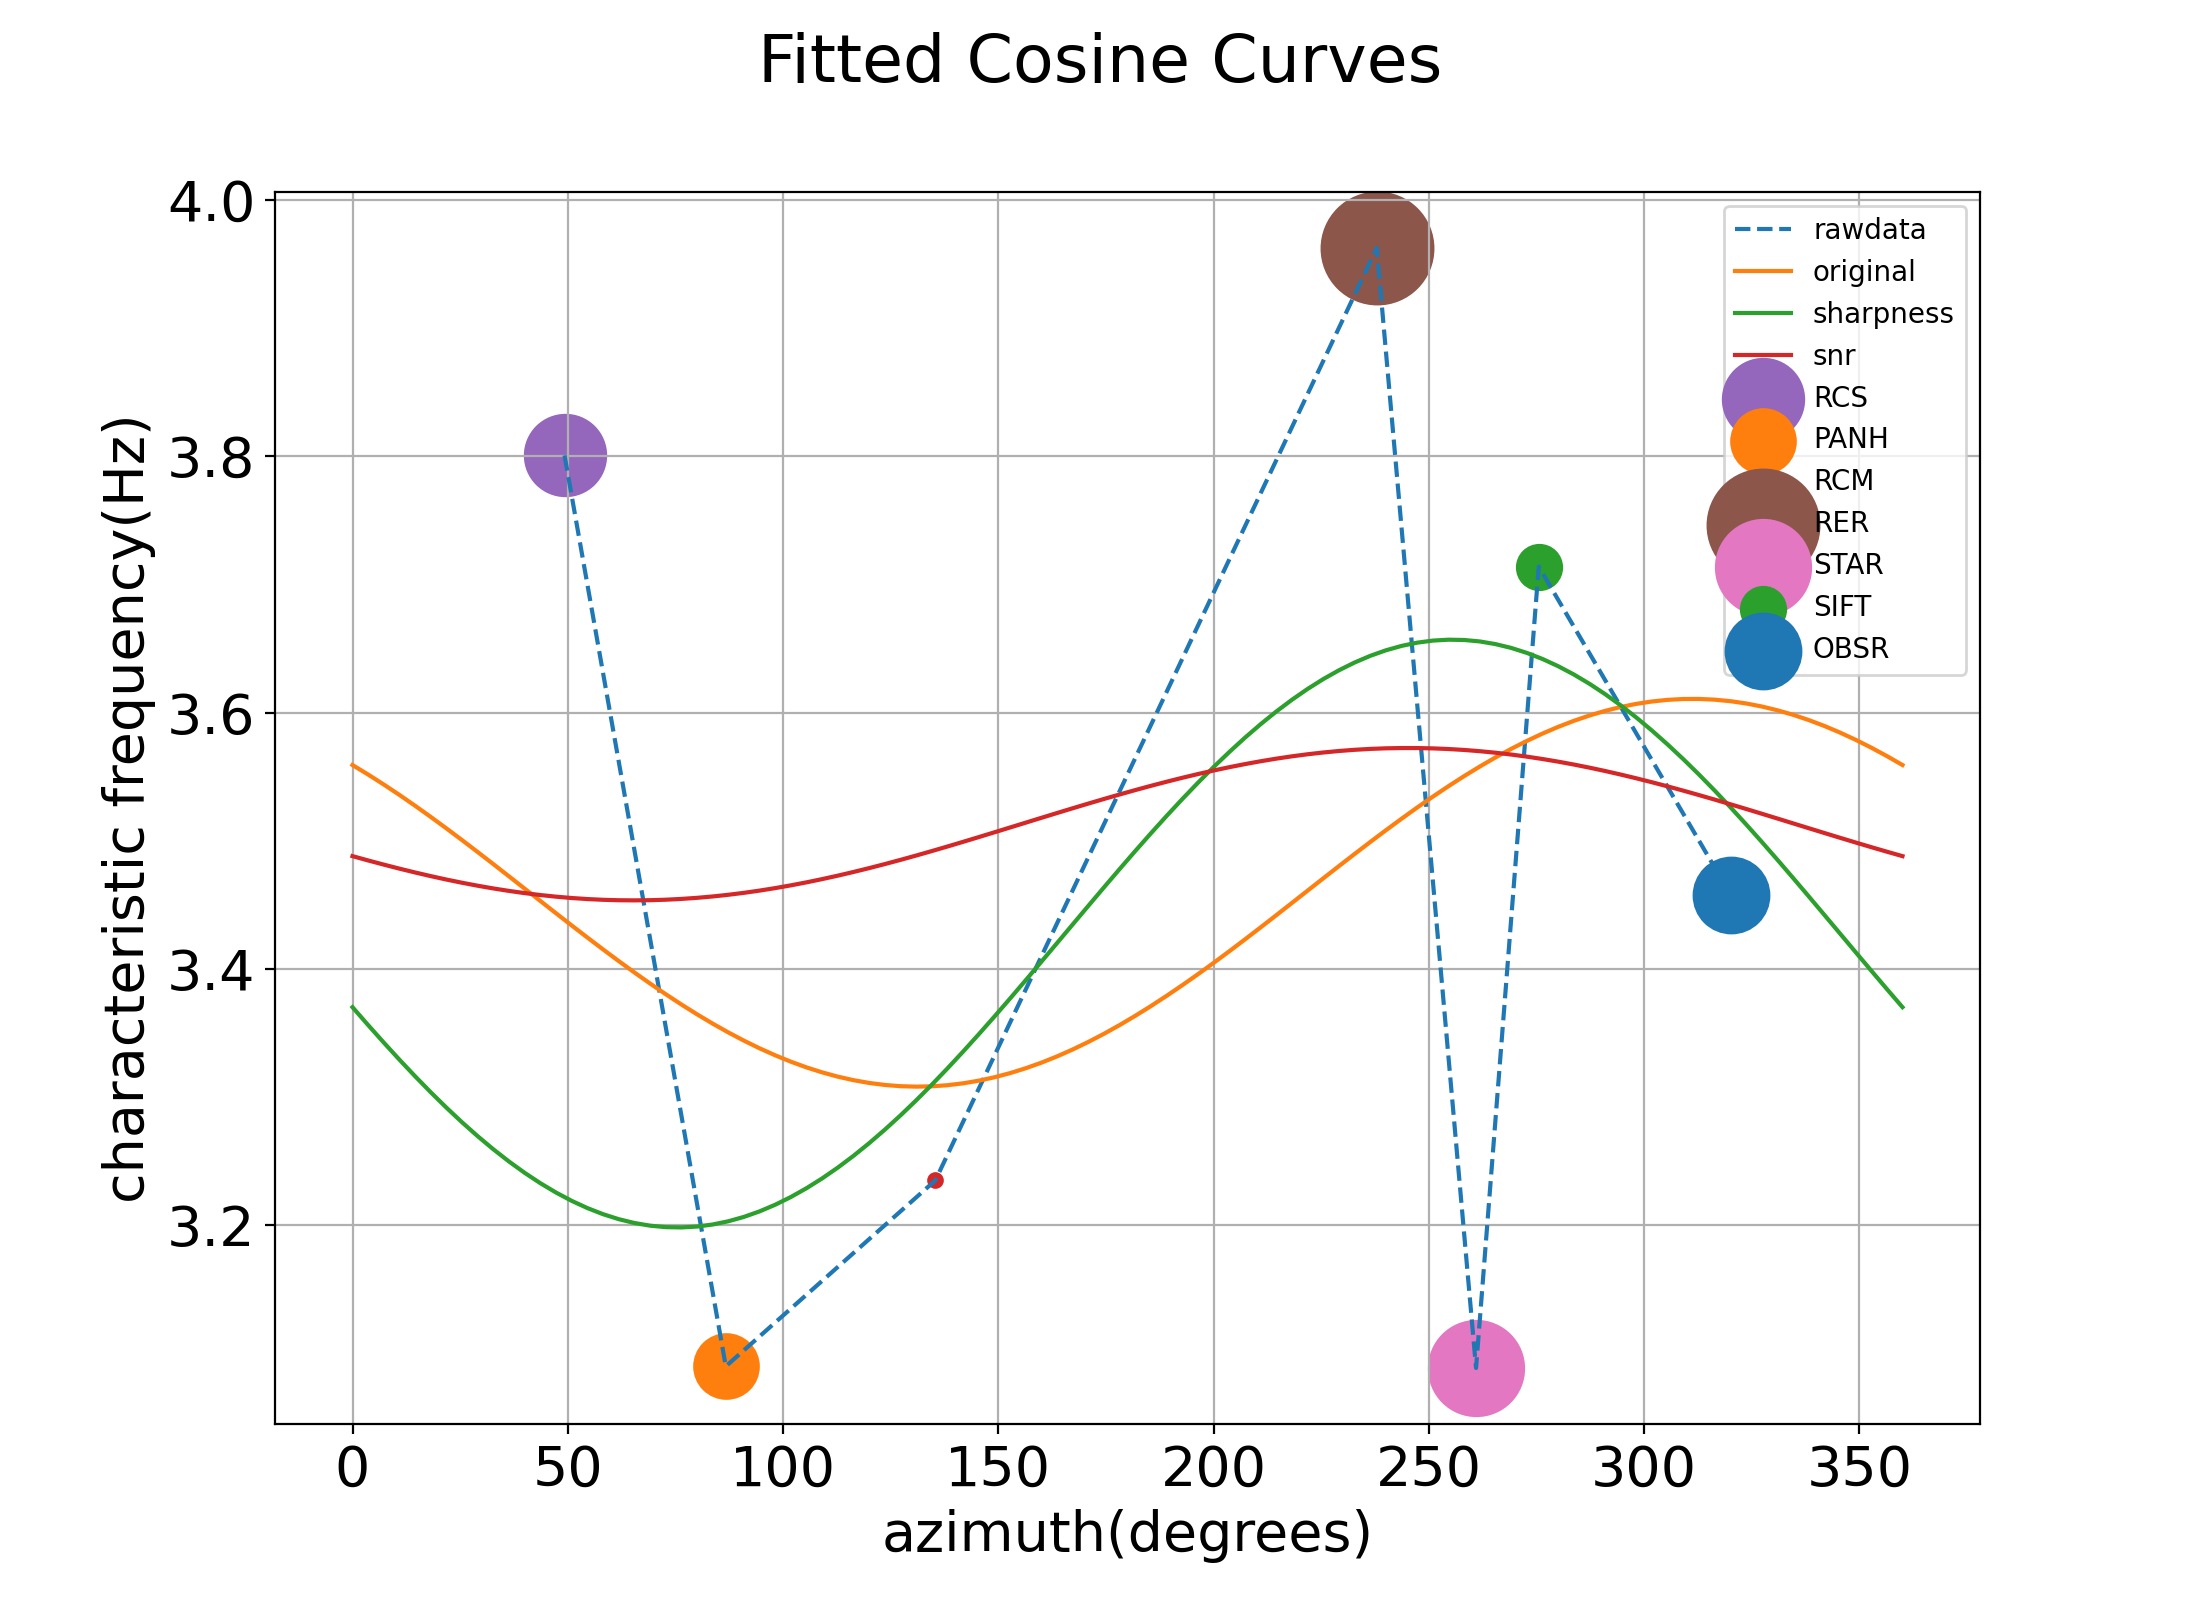 Fitted Cosine Curves
4.0
3.8
3.6
3.4
3.2
characteristic frequency(Hz)
0 50 100 150 200 250 300 350
azimuth(degrees)
rawdata
original
sharpness
snr
RCS
PANH
RCM
RER
STAR
SIFT
OBSR